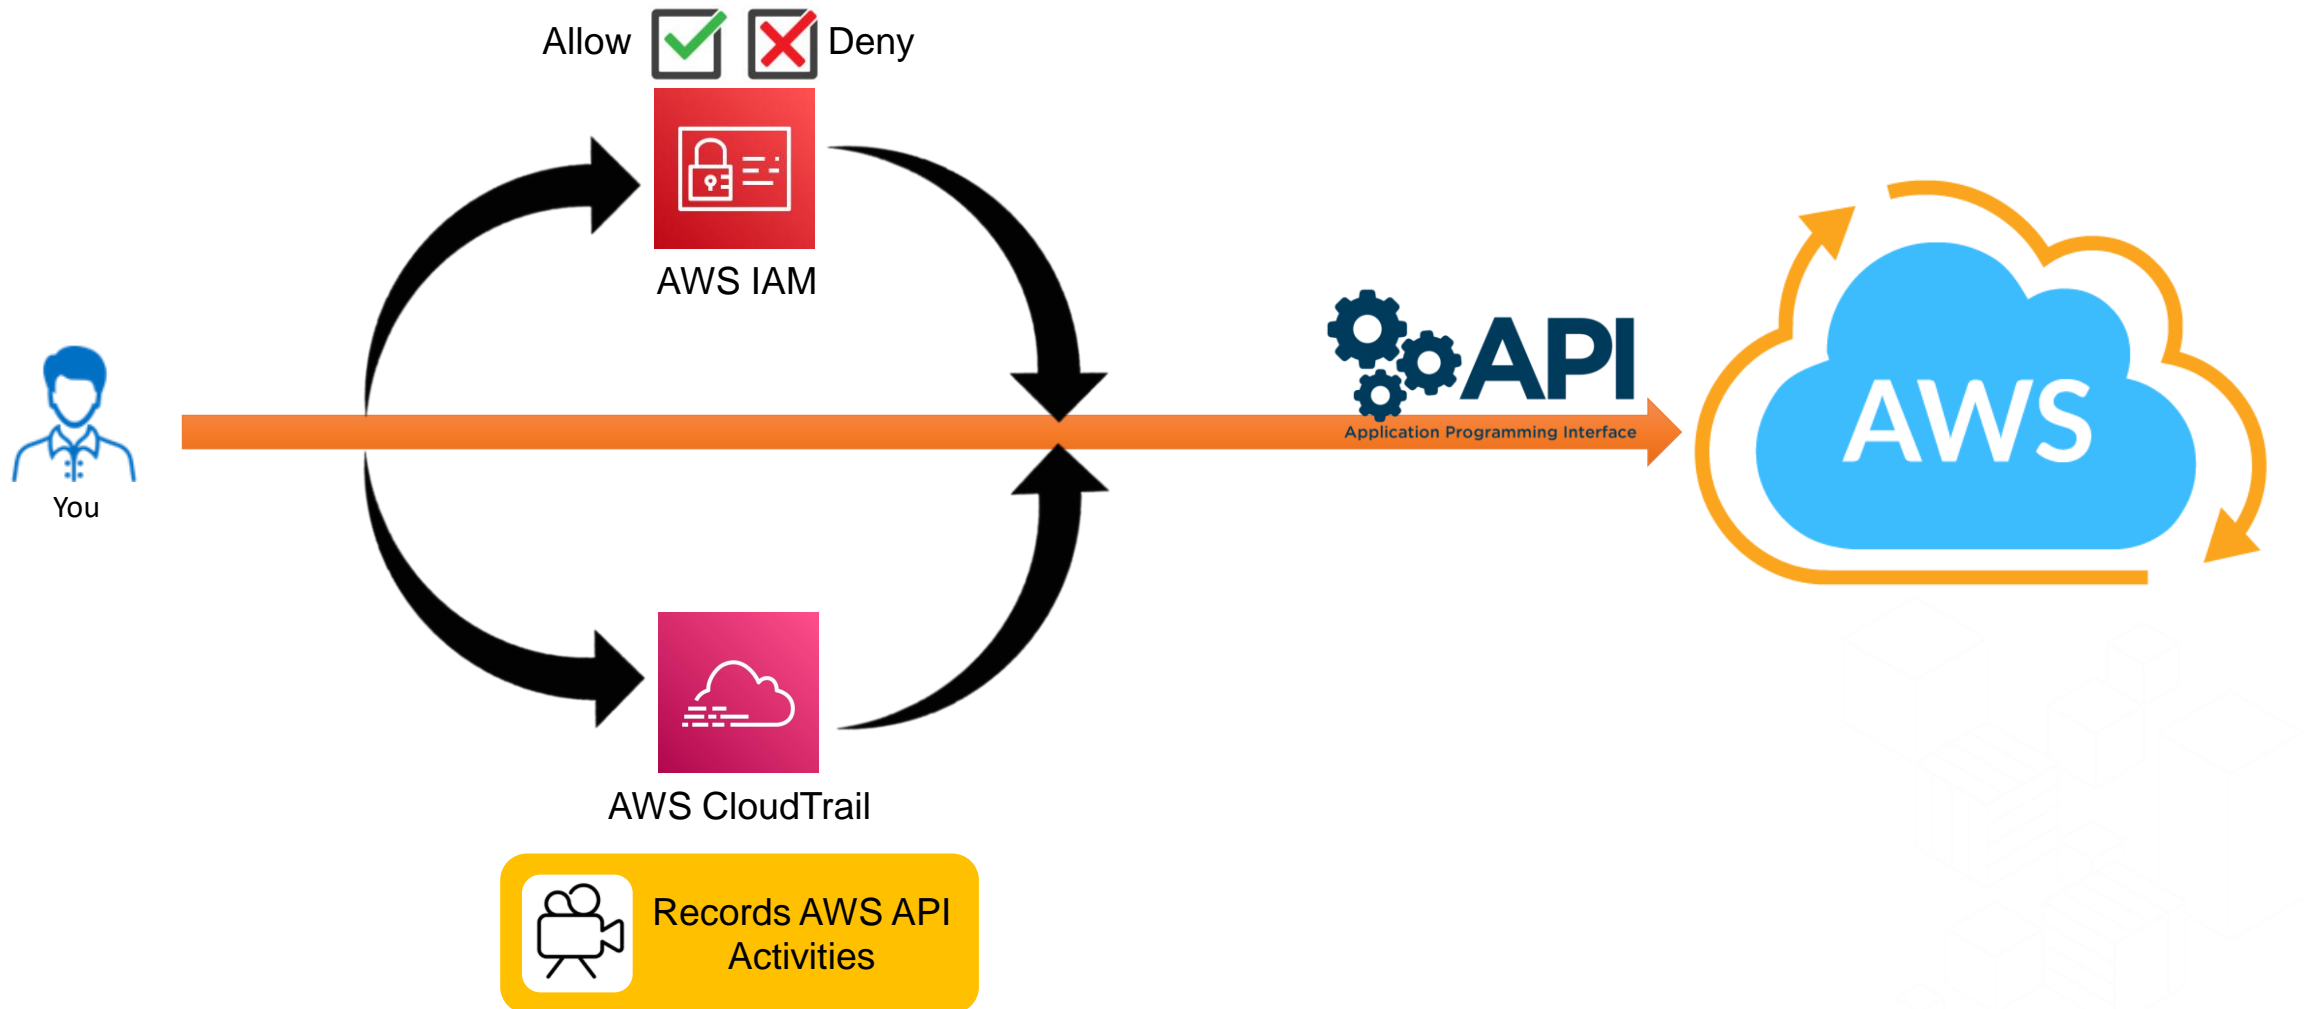 Allow
Deny
AWS IAM
You
API
Application Programming Interface
AWS
AWS CloudTrail
Records AWS API
Activities